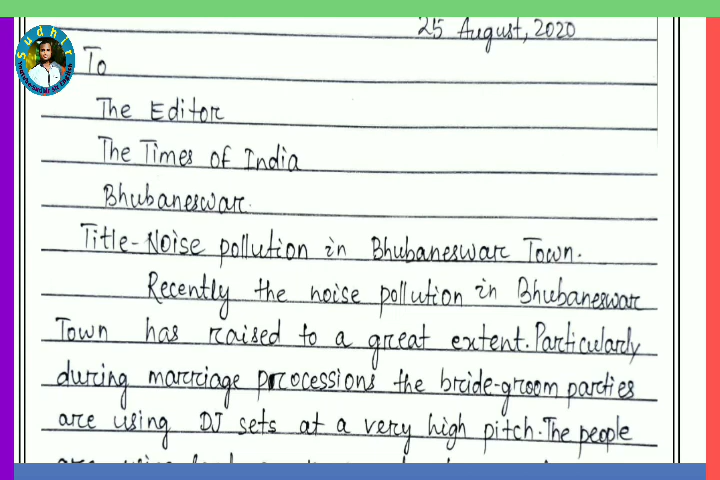 Sudhir
25 August, 2020
To
The Editor
The Times of India
Bhubaneswar.
Title-Noise pollution in Bhubaneswar Town.
Recently the noise pollution in Bhubaneswar
Town has raised to a great extent. Particularly
during marriage processions the bride-groom parties
are using DJ sets at a very high pitch. The people